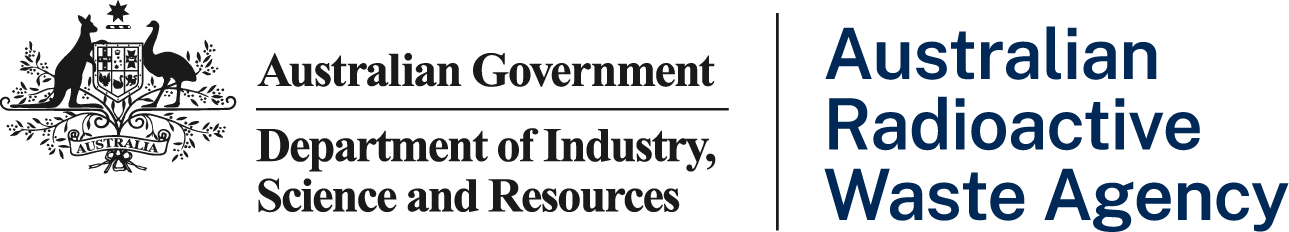 AUSTRALIA
Australian Government
Department of Industry,
Science and Resources
Australian
Radioactive
Waste Agency